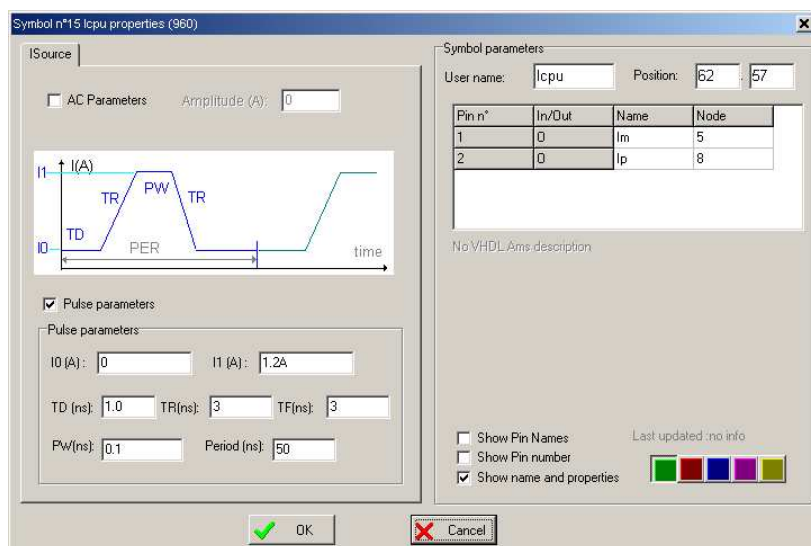 Symbol n°15 Icpu properties (960)
ISource
AC Parameters Amplitude (A): 0
I(A)
I1
TR PW TR
TD
PER
I0
time
Pulse parameters
Pulse parameters
I0 (A) : 0 I1 (A) : 1.2A
TD (ns): 1.0 TR(ns): 3 TF(ns): 3
PW(ns): 0.1 Period (ns): 50
Symbol parameters
User name: Icpu Position: 62 . 57
Pin n° In/Out Name Node
1 0 Im 5
2 0 Ip 8
No VHDL Ams description
Show Pin Names Last updated :no info
Show Pin number
Show name and properties
OK Cancel